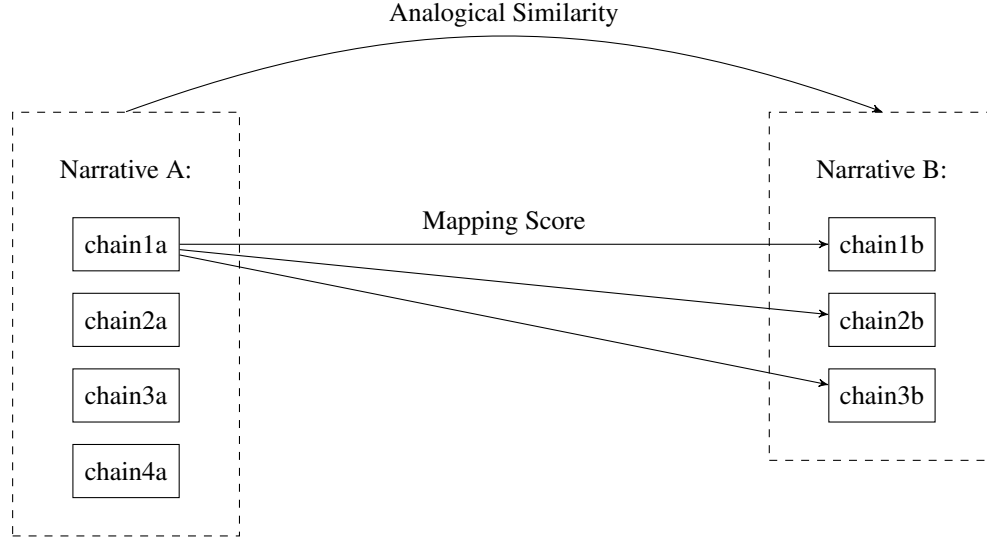 Analogical Similarity
Narrative A:
Narrative B:
Mapping Score
chain1a
chain1b
chain2a
chain2b
chain3a
chain3b
chain4a